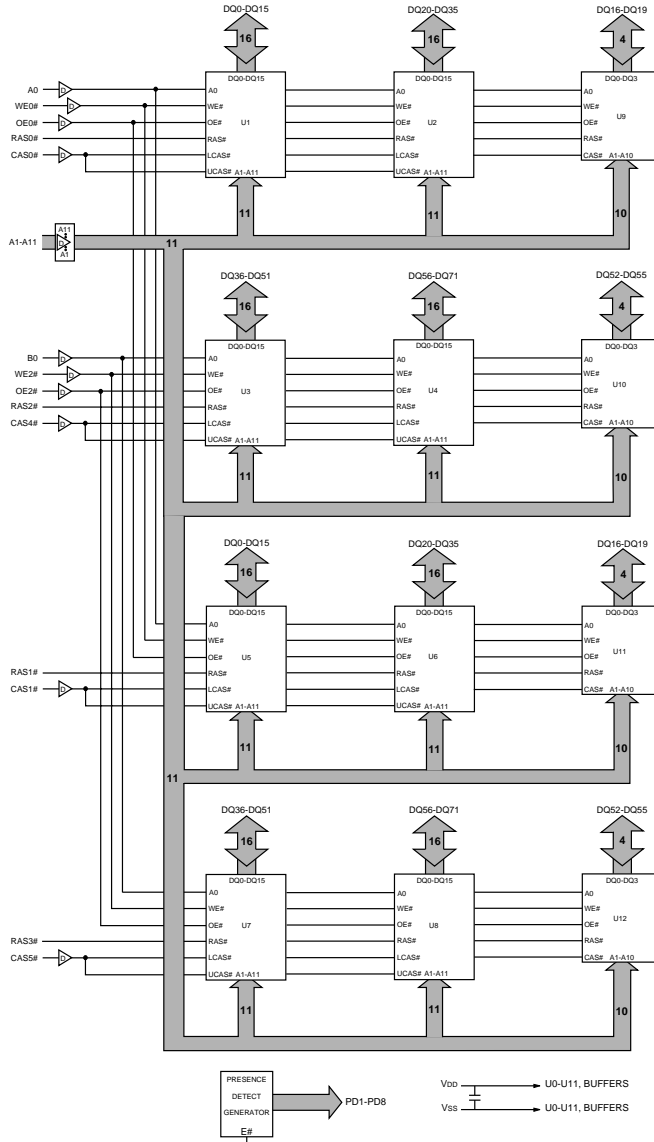 DQ0-DQ15 DQ20-DQ35 DQ16-DQ19
16 16 4
DQ0-DQ15 DQ0-DQ15 DQ0-DQ3
A0 D A0 A0 A0
WE0# D WE# WE# WE#
OE0# D OE# U1 OE# U2 OE# U9
RAS0# RAS# RAS# RAS#
CAS0# D LCAS# LCAS# CAS# A1-A10
UCAS# A1-A11 UCAS# A1-A11
11 11 10
A11
A1-A11 D 11
A1
DQ36-DQ51 DQ56-DQ71 DQ52-DQ55
16 16 4
DQ0-DQ15 DQ0-DQ15 DQ0-DQ3
B0 D A0 A0 A0
WE2# D WE# WE# WE#
OE2# D OE# U3 OE# U4 OE# U10
RAS2# RAS# RAS# RAS#
CAS4# D LCAS# LCAS# CAS# A1-A10
UCAS# A1-A11 UCAS# A1-A11
11 11 10
DQ0-DQ15 DQ20-DQ35 DQ16-DQ19
16 16 4
DQ0-DQ15 DQ0-DQ15 DQ0-DQ3
A0 A0 A0
WE# WE# WE#
OE# U5 OE# U6 OE# U11
RAS1# RAS# RAS# RAS#
CAS1# D LCAS# LCAS# CAS# A1-A10
UCAS# A1-A11 UCAS# A1-A11
11 11 10
11
DQ36-DQ51 DQ56-DQ71 DQ52-DQ55
16 16 4
DQ0-DQ15 DQ0-DQ15 DQ0-DQ3
A0 A0 A0
WE# WE# WE#
OE# U7 OE# U8 OE# U12
RAS3# RAS# RAS# RAS#
CAS5# D LCAS# LCAS# CAS# A1-A10
UCAS# A1-A11 UCAS# A1-A11
11 11 10
PRESENCE
DETECT
GENERATOR
E#
PD1-PD8
VDD U0-U11, BUFFERS
VSS U0-U11, BUFFERS